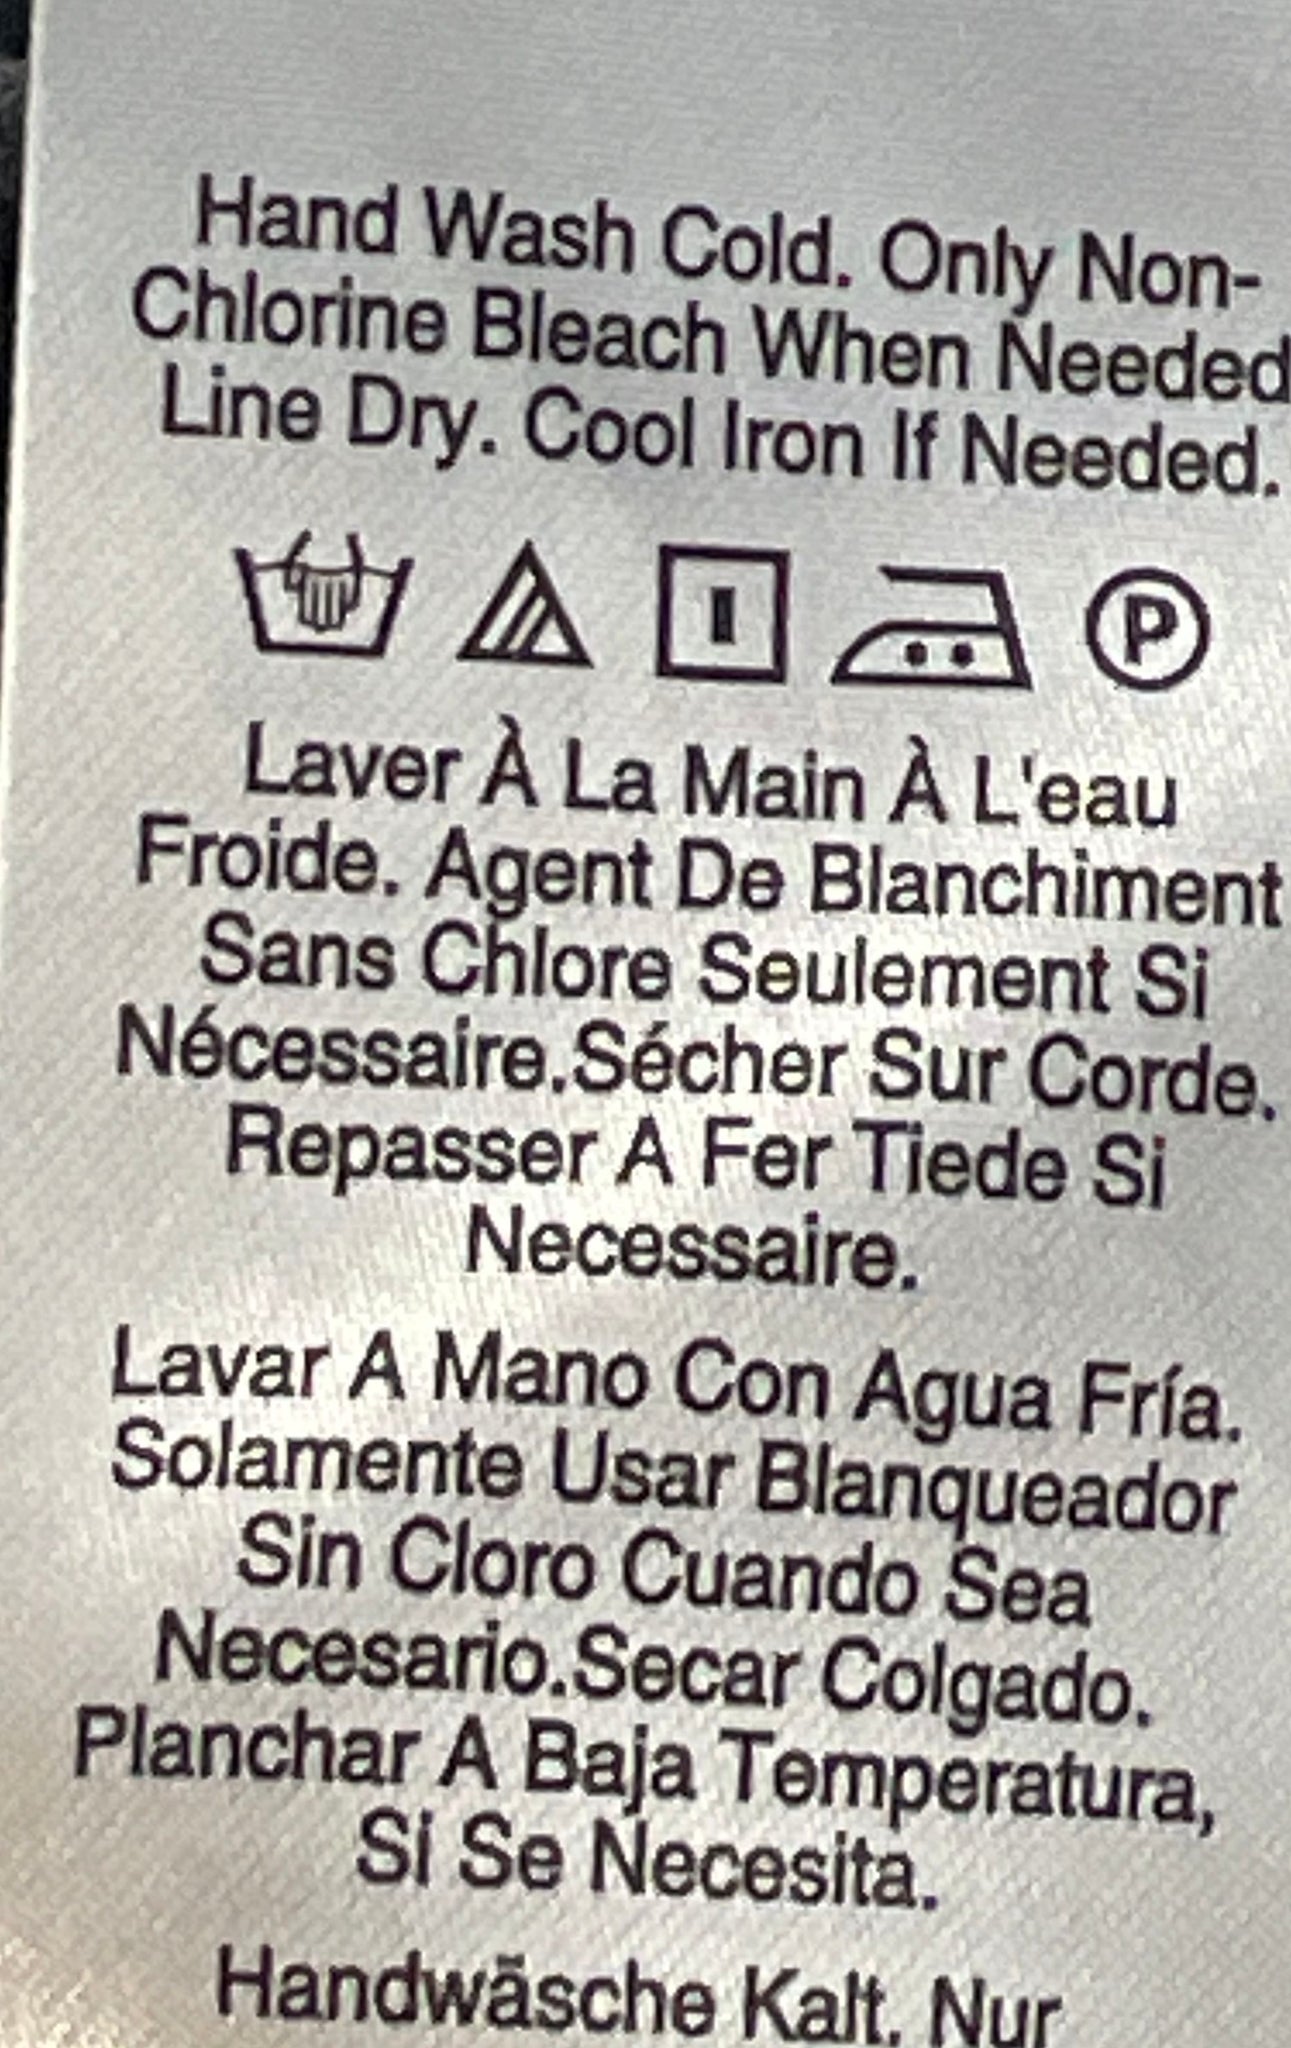 Hand Wash Cold. Only Non-
Chlorine Bleach When Needed
Line Dry. Cool Iron If Needed.
P
Laver À La Main À L'eau
Froide. Agent De Blanchiment
Sans Chlore Seulement Si
Nécessaire.Sécher Sur Corde.
Repasser A Fer Tiede Si
Necessaire.
Lavar A Mano Con Agua Fría.
Solamente Usar Blanqueador
Sin Cloro Cuando Sea
Necesario.Secar Colgado.
Planchar A Baja Temperatura,
Si Se Necesita.
Handwäsche Kalt. Nur